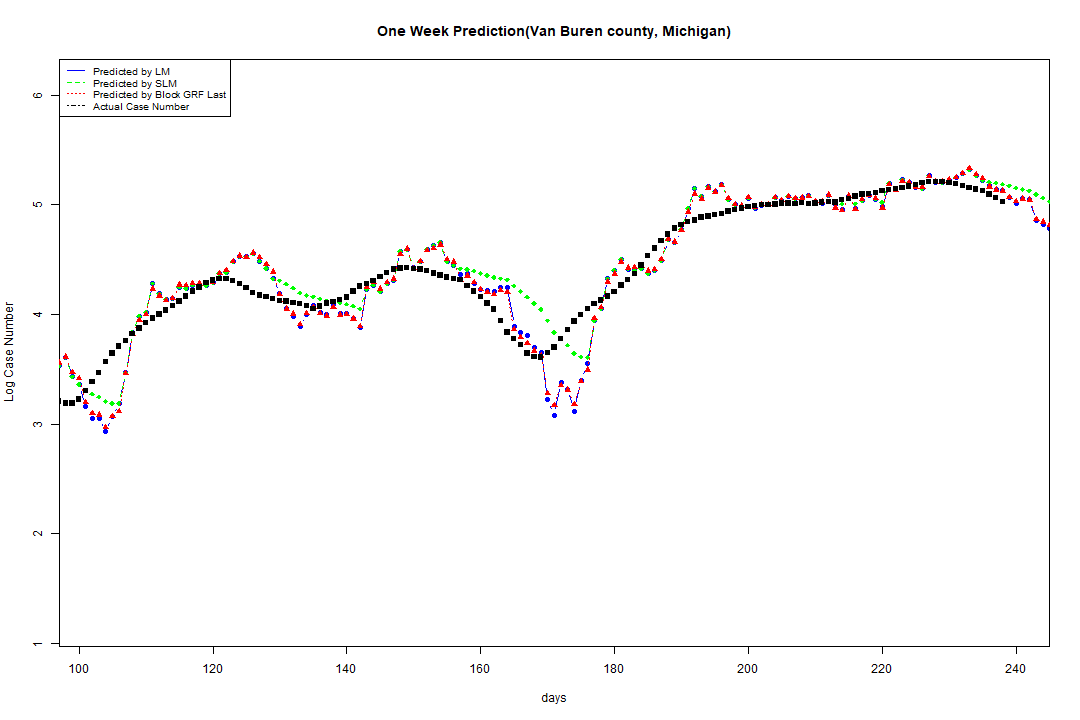 One Week Prediction(Van Buren county, Michigan)
Predicted by LM
Predicted by SLM
Predicted by Block GRF Last
Actual Case Number
Log Case Number
6
5
4
3
2
1
100 120 140 160 180 200 220 240
days